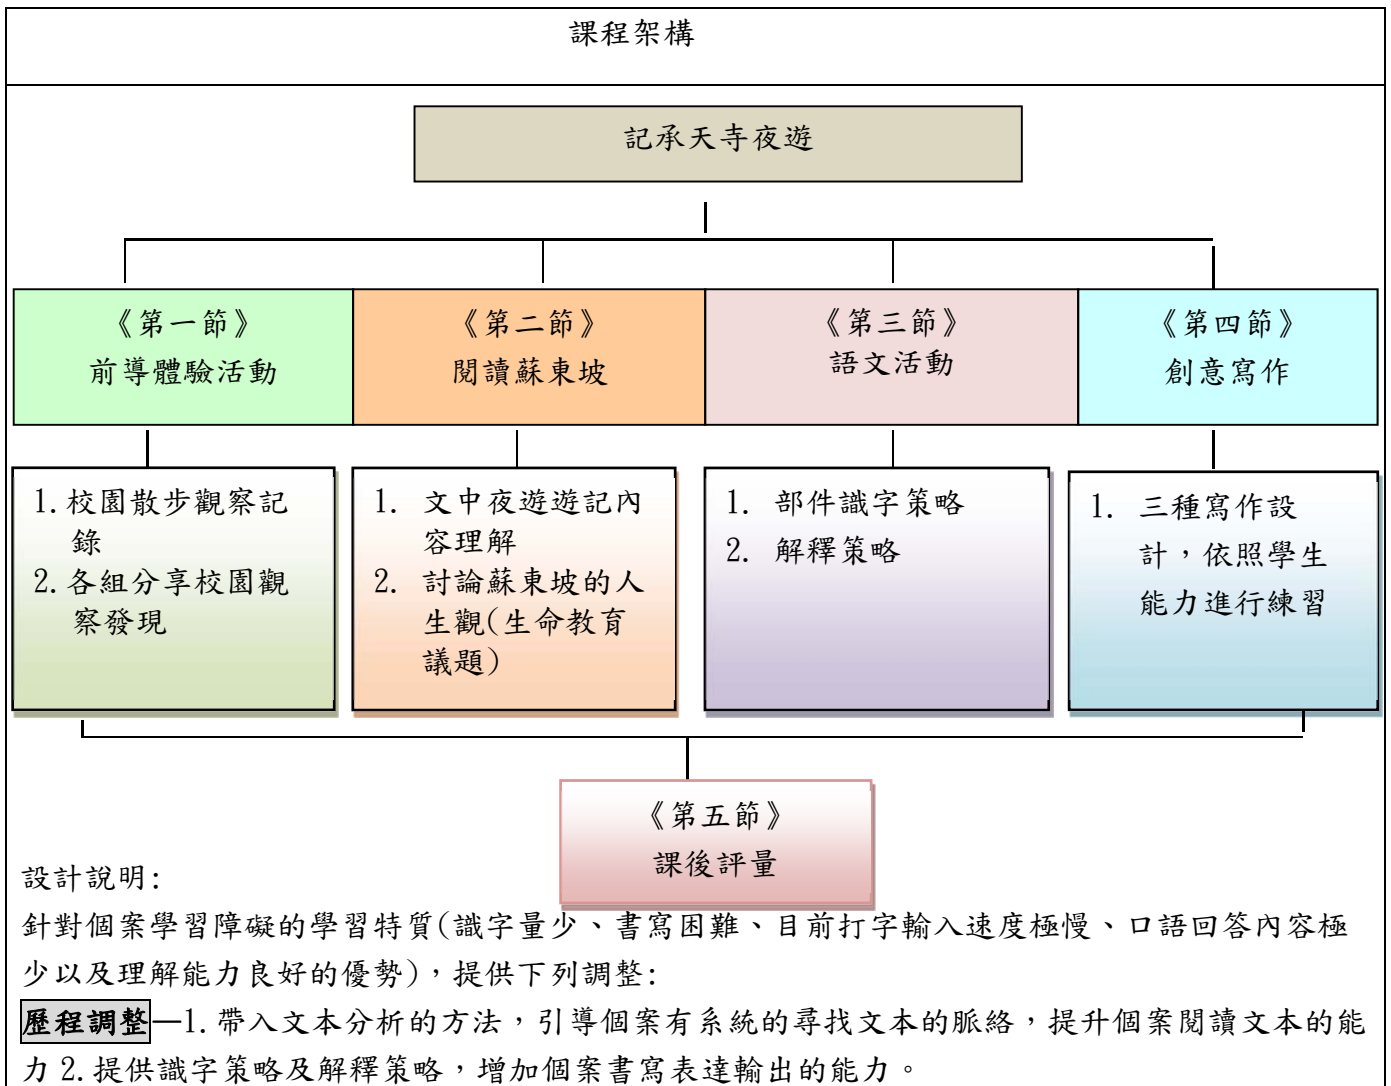 課程架構
記承天寺夜遊
《第一節》
前導體驗活動
《第二節》
閱讀蘇東坡
《第三節》
語文活動
《第四節》
創意寫作
1.校園散步觀察記
錄
2.各組分享校園觀
察發現
1. 文中夜遊遊記內
容理解
2. 討論蘇東坡的人
生觀(生命教育
議題)
1. 部件識字策略
2. 解釋策略
1. 三種寫作設
計，依照學生
能力進行練習
《第五節》
課後評量
設計說明:
針對個案學習障礙的學習特質(識字量少、書寫困難、目前打字輸入速度極慢、口語回答內容極
少以及理解能力良好的優勢)，提供下列調整:
歷程調整—1.帶入文本分析的方法，引導個案有系統的尋找文本的脈絡，提升個案閱讀文本的能
力 2.提供識字策略及解釋策略，增加個案書寫表達輸出的能力。